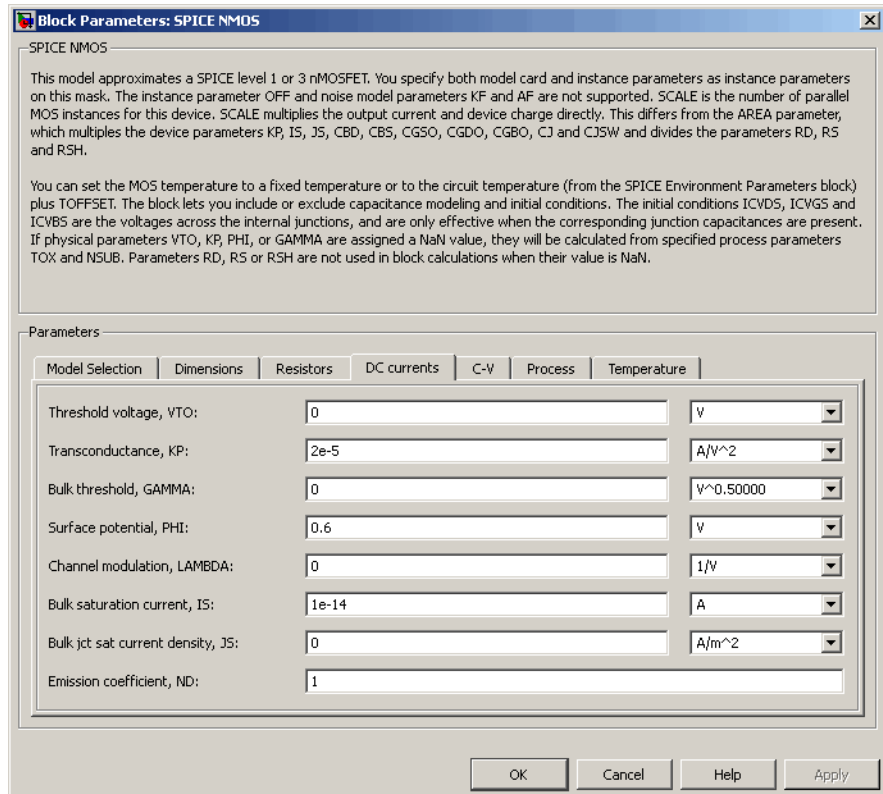 Block Parameters: SPICE NMOS
SPICE NMOS
This model approximates a SPICE level 1 or 3 nMOSFET. You specify both model card and instance parameters as instance parameters
on this mask. The instance parameter OFF and noise model parameters KF and AF are not supported. SCALE is the number of parallel
MOS instances for this device. SCALE multiplies the output current and device charge directly. This differs from the AREA parameter,
which multiples the device parameters KP, IS, JS, CBD, CBS, CGSO, CGDO, CGBO, CJ and CJSW and divides the parameters RD, RS
and RSH.
You can set the MOS temperature to a fixed temperature or to the circuit temperature (from the SPICE Environment Parameters block)
plus TOFFSET. The block lets you include or exclude capacitance modeling and initial conditions. The initial conditions ICVDS, ICVGS and
ICVBS are the voltages across the internal junctions, and are only effective when the corresponding junction capacitances are present.
If physical parameters VTO, KP, PHI, or GAMMA are assigned a NaN value, they will be calculated from specified process parameters
TOX and NSUB. Parameters RD, RS or RSH are not used in block calculations when their value is NaN.
Parameters
Model Selection Dimensions Resistors DC currents C-V Process Temperature
Threshold voltage, VTO: 0 V
Transconductance, KP: 2e-5 A/V^2
Bulk threshold, GAMMA: 0 V^0.50000
Surface potential, PHI: 0.6 V
Channel modulation, LAMBDA: 0 1/V
Bulk saturation current, IS: 1e-14 A
Bulk jct sat current density, JS: 0 A/m^2
Emission coefficient, ND: 1
OK Cancel Help Apply